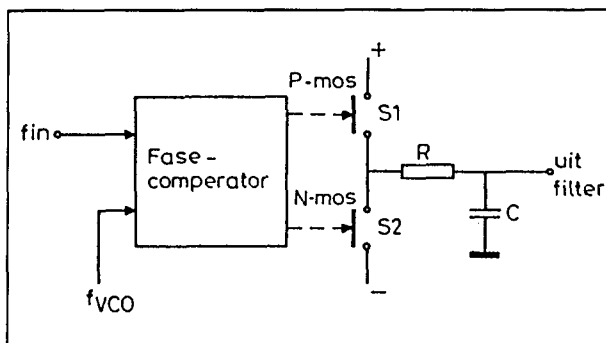 +
P-mos
S1
fin
Fase-
comperator
R
uit
filter
N-mos
S2
C
fVCO
−